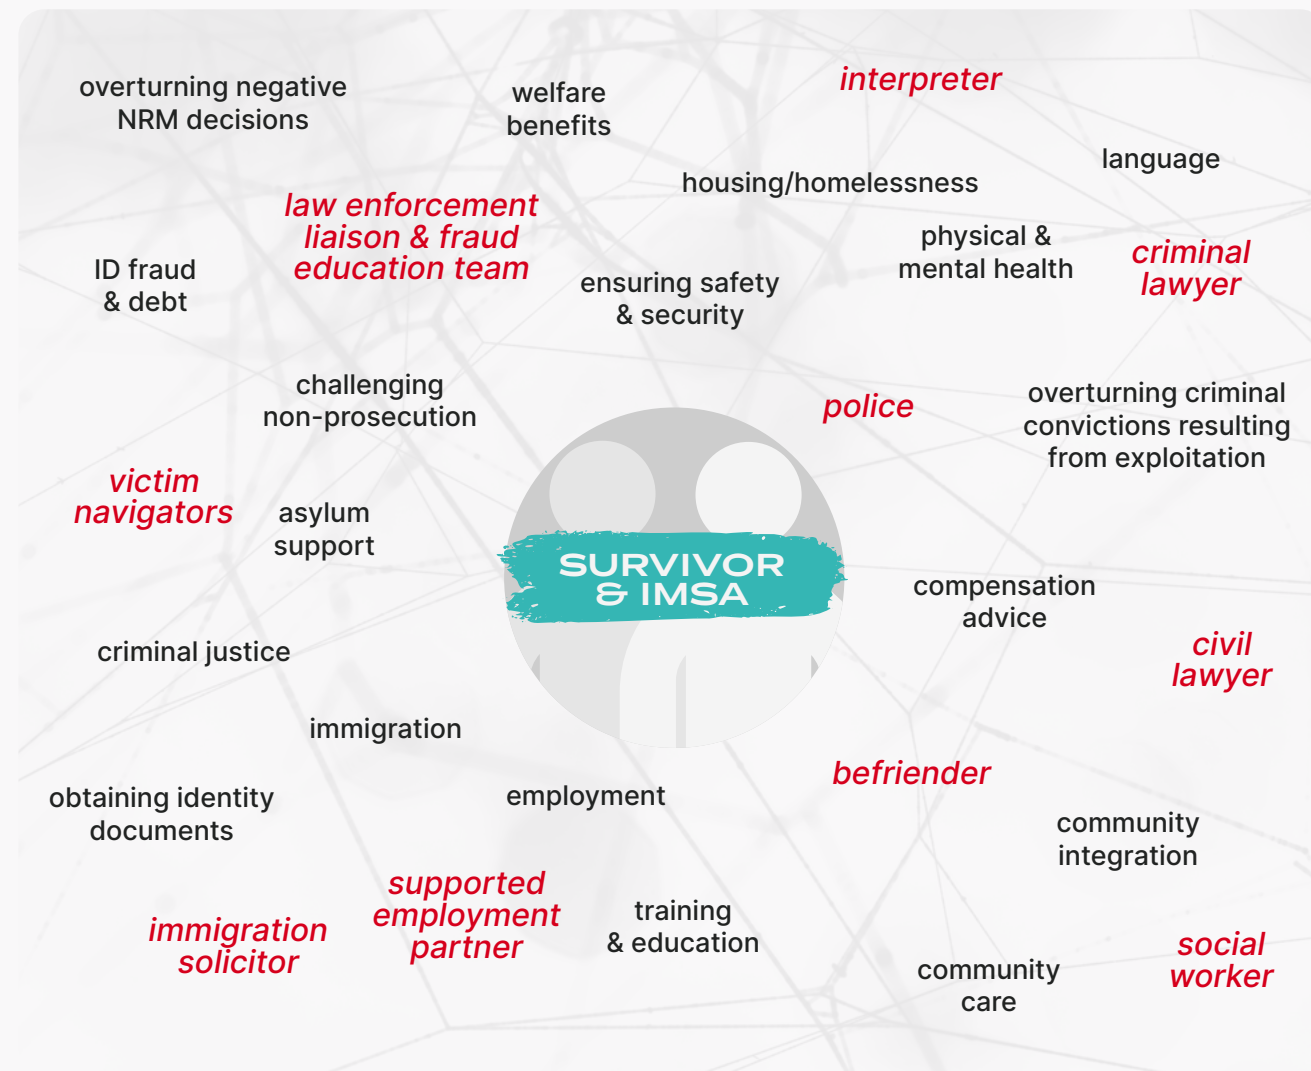 overturning negative
NRM decisions
welfare
benefits
interpreter
language
housing/homelessness
law enforcement
liaison & fraud
education team
physical &
mental health
criminal
lawyer
ID fraud
& debt
ensuring safety
& security
challenging
non-prosecution
police
overturning criminal
convictions resulting
from exploitation
victim
navigators
asylum
support
SURVIVOR
& IMSA
compensation
advice
criminal justice
civil
lawyer
immigration
befriender
obtaining identity
documents
employment
community
integration
supported
employment
partner
training
& education
immigration
solicitor
community
care
social
worker